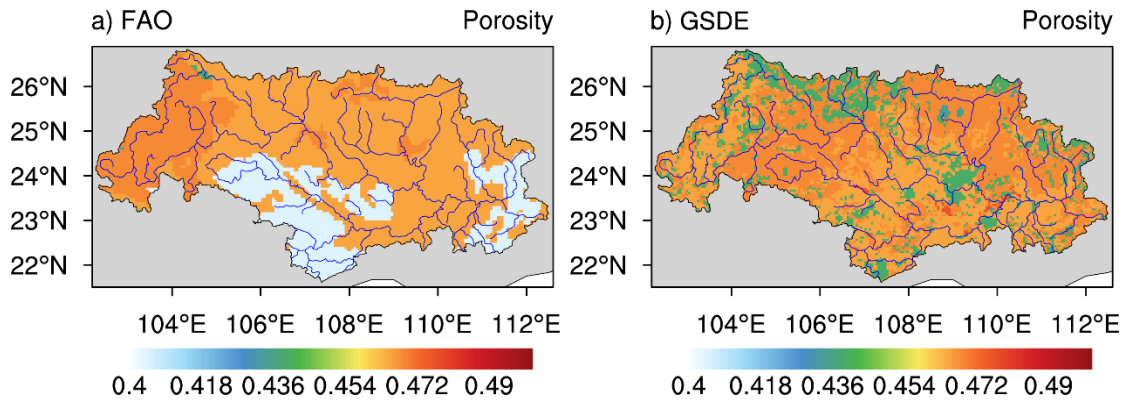 a) FAO Porosity b) GSDE Porosity
26°N 26°N
25°N 25°N
24°N 24°N
23°N 23°N
22°N 22°N
104°E 106°E 108°E 110°E 112°E 104°E 106°E 108°E 110°E 112°E
0.4 0.418 0.436 0.454 0.472 0.49 0.4 0.418 0.436 0.454 0.472 0.49